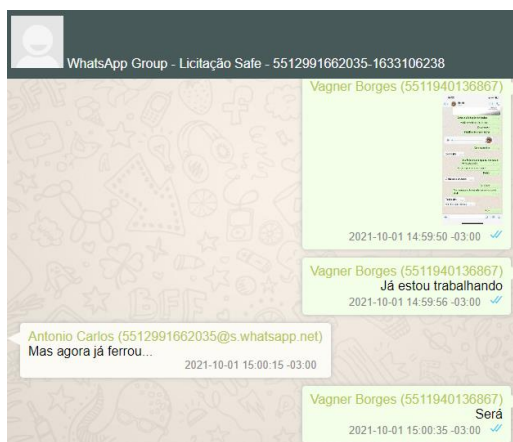 WhatsApp Group - Licitação Safe - 5512991662035-1633106238
Vagner Borges (5511940136867)
2021-10-01 14:59:50 -03:00
Vagner Borges (5511940136867)
Já estou trabalhando
2021-10-01 14:59:56 -03:00
Antonio Carlos (5512991662035@s.whatsapp.net)
Mas agora já ferrou...
2021-10-01 15:00:15 -03:00
Vagner Borges (5511940136867)
Será
2021-10-01 15:00:35 -03:00